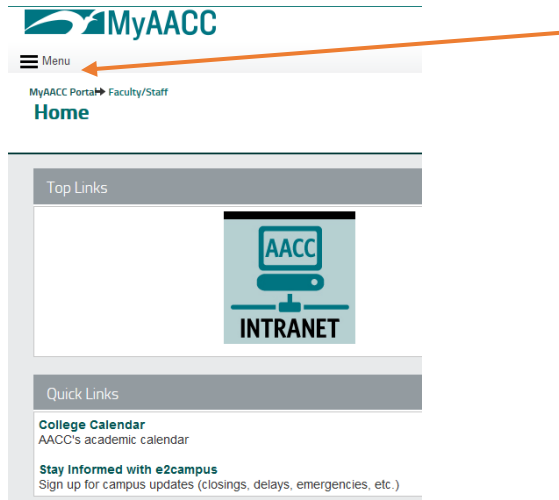 MyAACC
Menu
MyAACC Portal Faculty/Staff
Home
Top Links
AACC
INTRANET
Quick Links
College Calendar
AACC's academic calendar
Stay Informed with e2campus
Sign up for campus updates (closings, delays, emergencies, etc.)